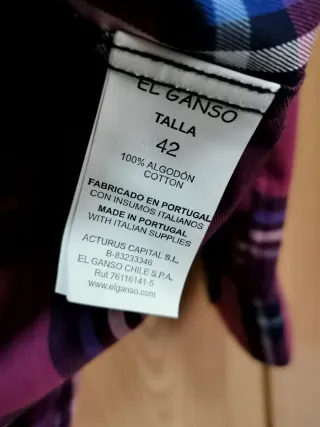 EL GANSO
TALLA
42
100% ALGODÓN
COTTON
FABRICADO EN PORTUGAL
CON INSUMOS ITALIANOS
MADE IN PORTUGAL
WITH ITALIAN SUPPLIES
ACTURUS CAPITAL S.L.
B-83233346
EL GANSO CHILE S.P.A.
Rut 76116141-5
www.elganso.com